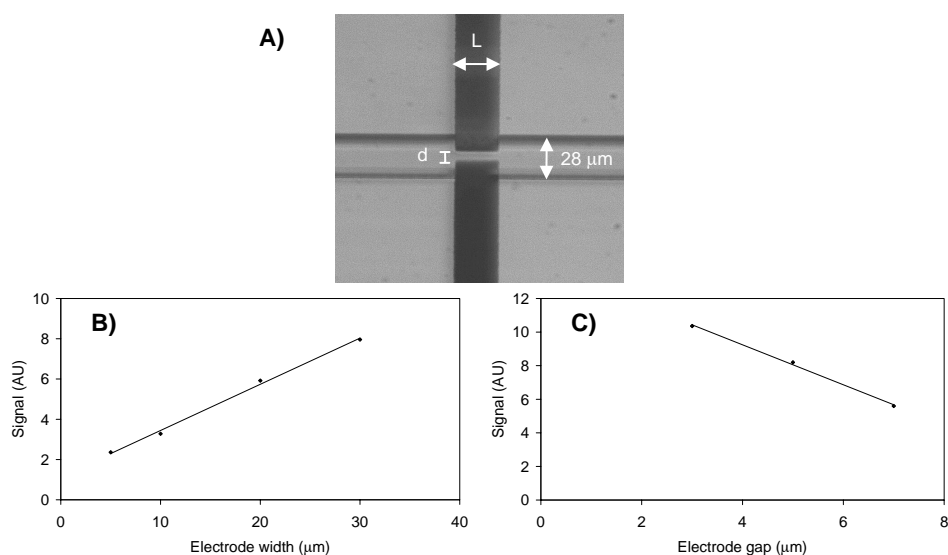 A)
L
d
28 μm
B)
Signal (AU)
10
8
6
4
2
0
0 10 20 30 40
Electrode width (μm)
C)
Signal (AU)
12
10
8
6
4
2
0
0 2 4 6 8
Electrode gap (μm)